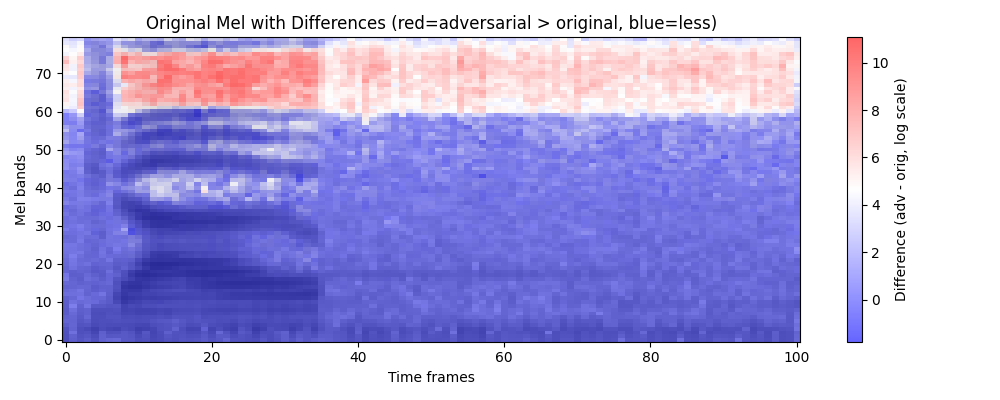 Original Mel with Differences (red=adversarial > original, blue=less)
Mel bands
70
60
50
40
30
20
10
0
0 20 40 60 80 100
Time frames
10
8
6
4
2
0
Difference (adv - orig, log scale)